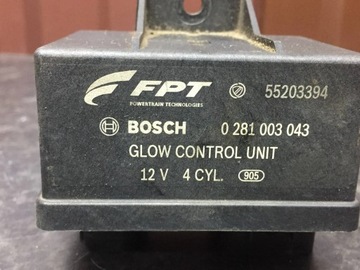 FPT
POWERTRAIN TECHNOLOGIES
55203394
BOSCH 0 281 003 043
GLOW CONTROL UNIT
12 V 4 CYL. 905